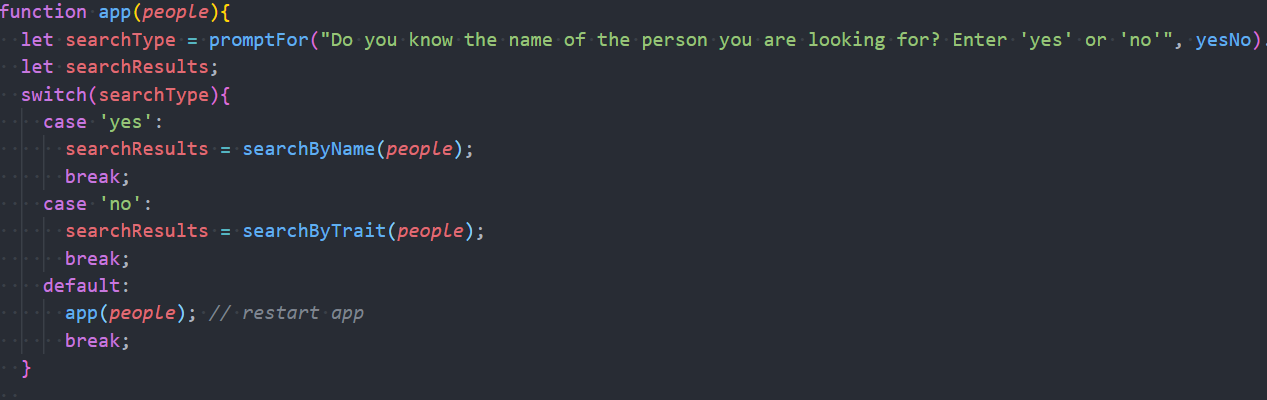 function app(people){
let searchType = promptFor("Do you know the name of the person you are looking for? Enter 'yes' or 'no'", yesNo)
let searchResults;
switch(searchType){
case 'yes':
searchResults = searchByName(people);
break;
case 'no':
searchResults = searchByTrait(people);
break;
default:
app(people); // restart app
break;
}